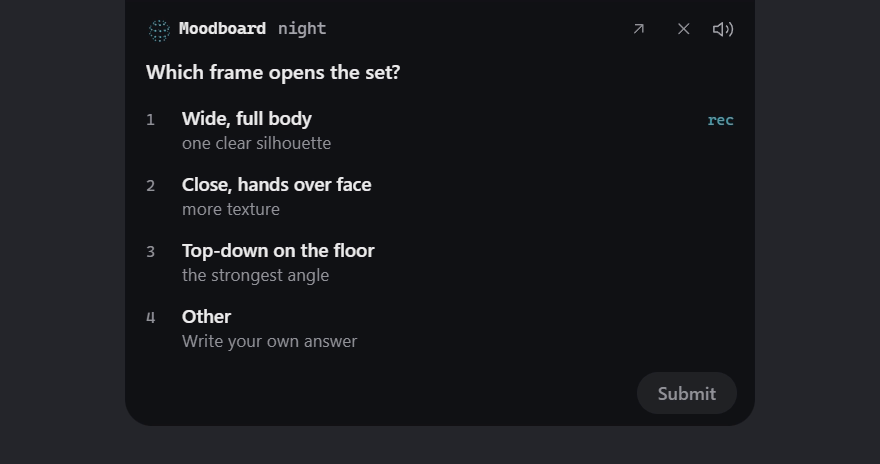 Moodboard night
Which frame opens the set?
1 Wide, full body rec
one clear silhouette
2 Close, hands over face
more texture
3 Top-down on the floor
the strongest angle
4 Other
Write your own answer
Submit